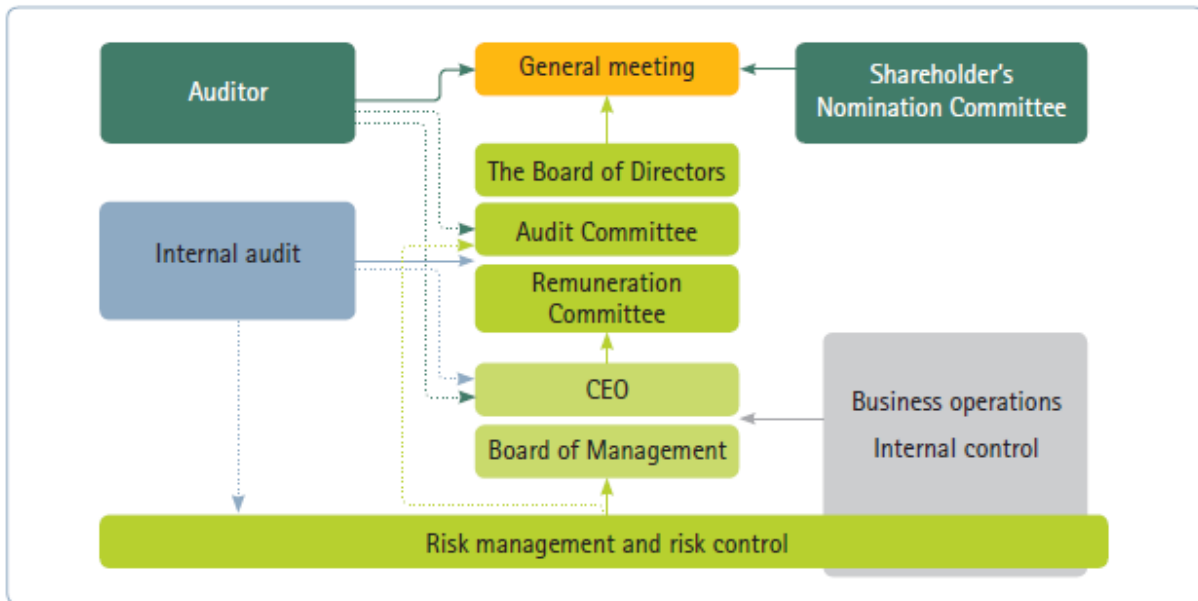 Auditor
General meeting
Shareholder's
Nomination Committee
The Board of Directors
Internal audit
Audit Committee
Remuneration
Committee
CEO
Business operations
Internal control
Board of Management
Risk management and risk control